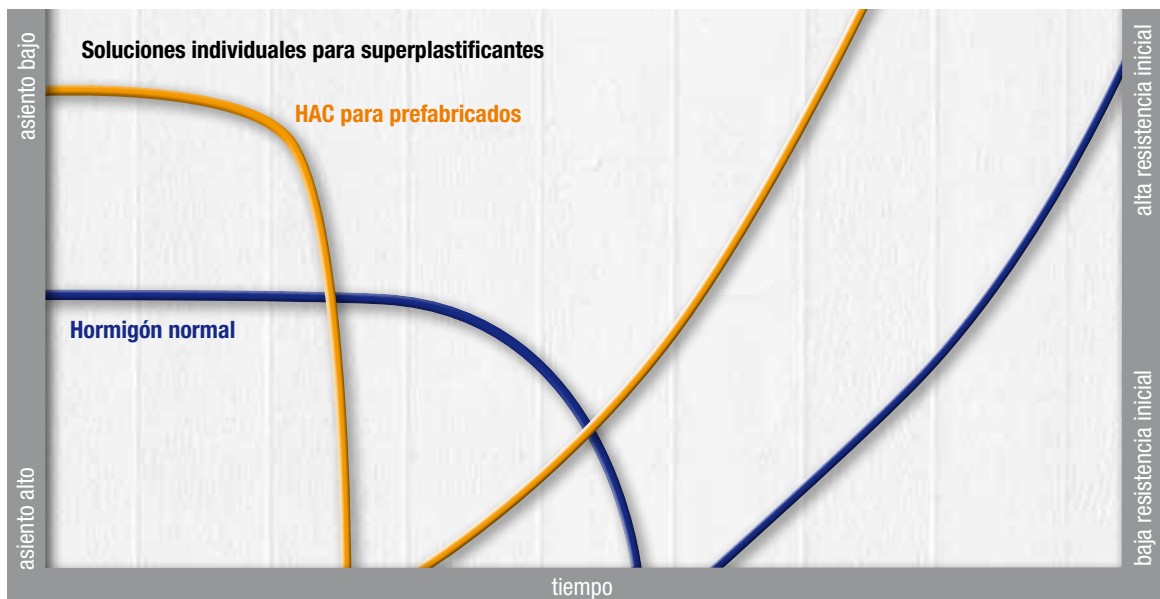 Soluciones individuales para superplastificantes
HAC para prefabricados
Hormigón normal
asiento bajo
asiento alto
alta resistencia inicial
baja resistencia inicial
tiempo